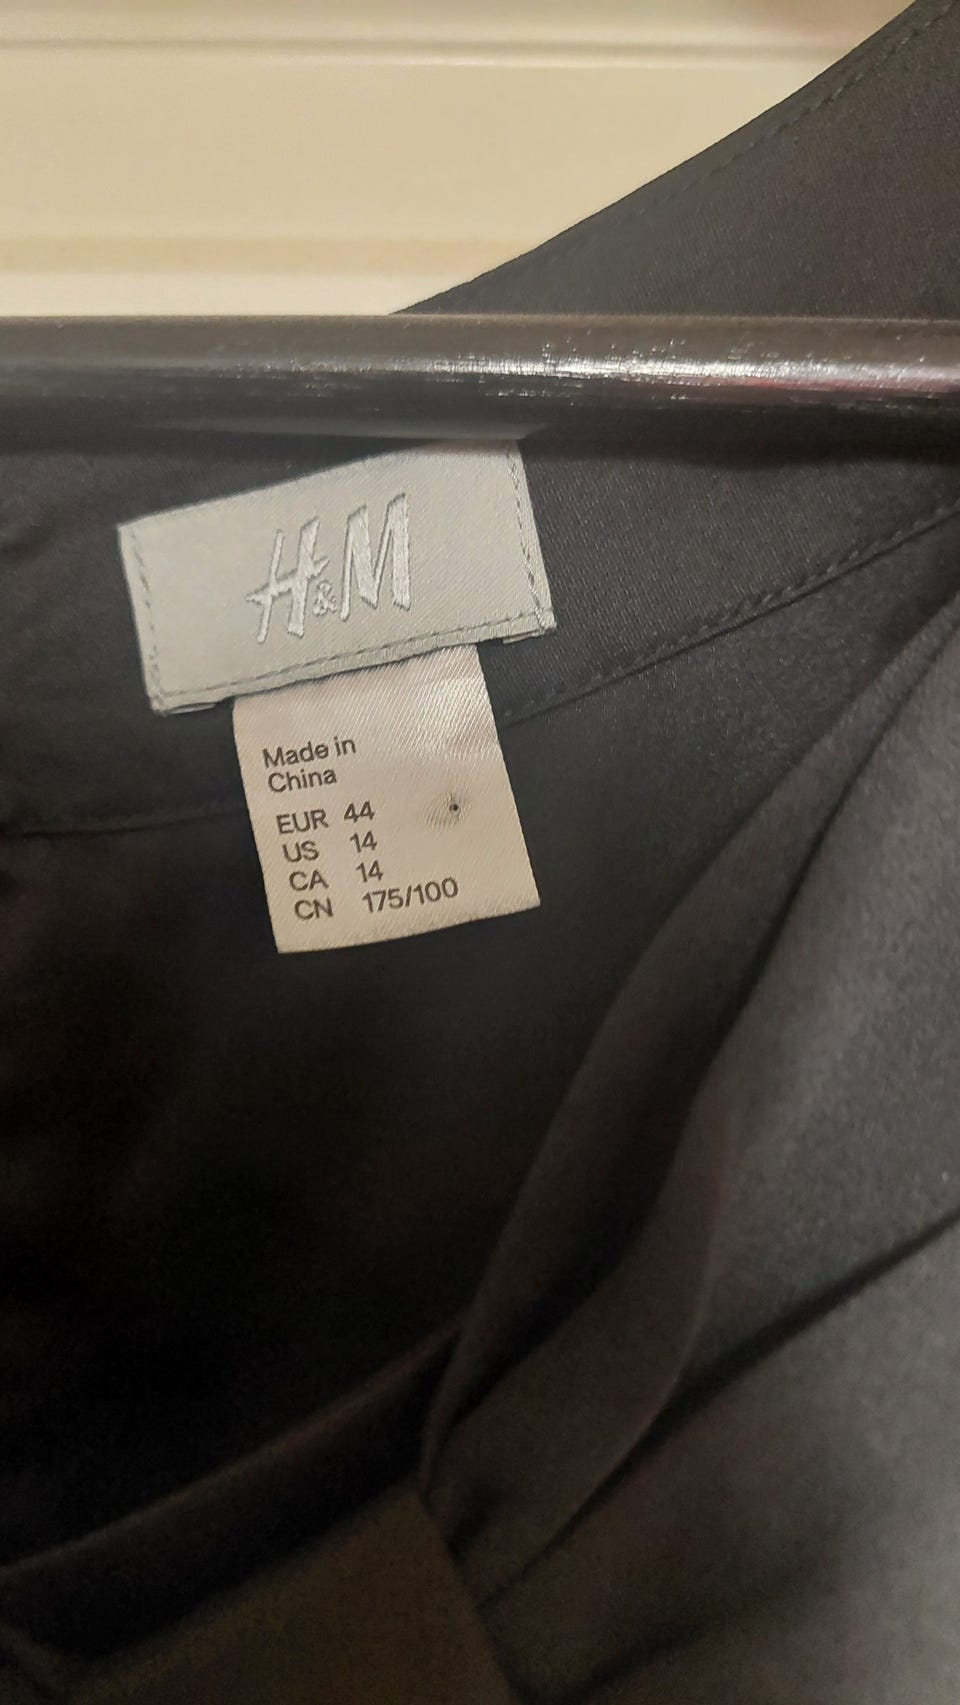 H&M
Made in
China
EUR 44
US 14
CA 14
CN 175/100